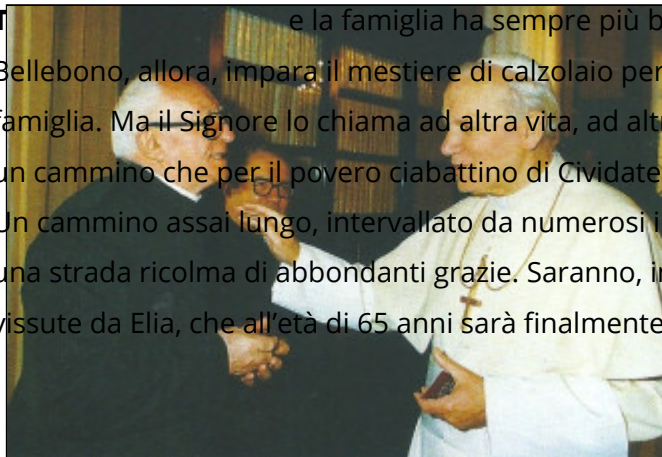 T e la famiglia ha sempre più b
Bellebono, allora, impara il mestiere di calzolaio per
famiglia. Ma il Signore lo chiama ad altra vita, ad altr
un cammino che per il povero ciabattino di Cividate
Un cammino assai lungo, intervallato da numerosi i
una strada ricolma di abbondanti grazie. Saranno, in
vissute da Elia, che all'età di 65 anni sarà finalmente